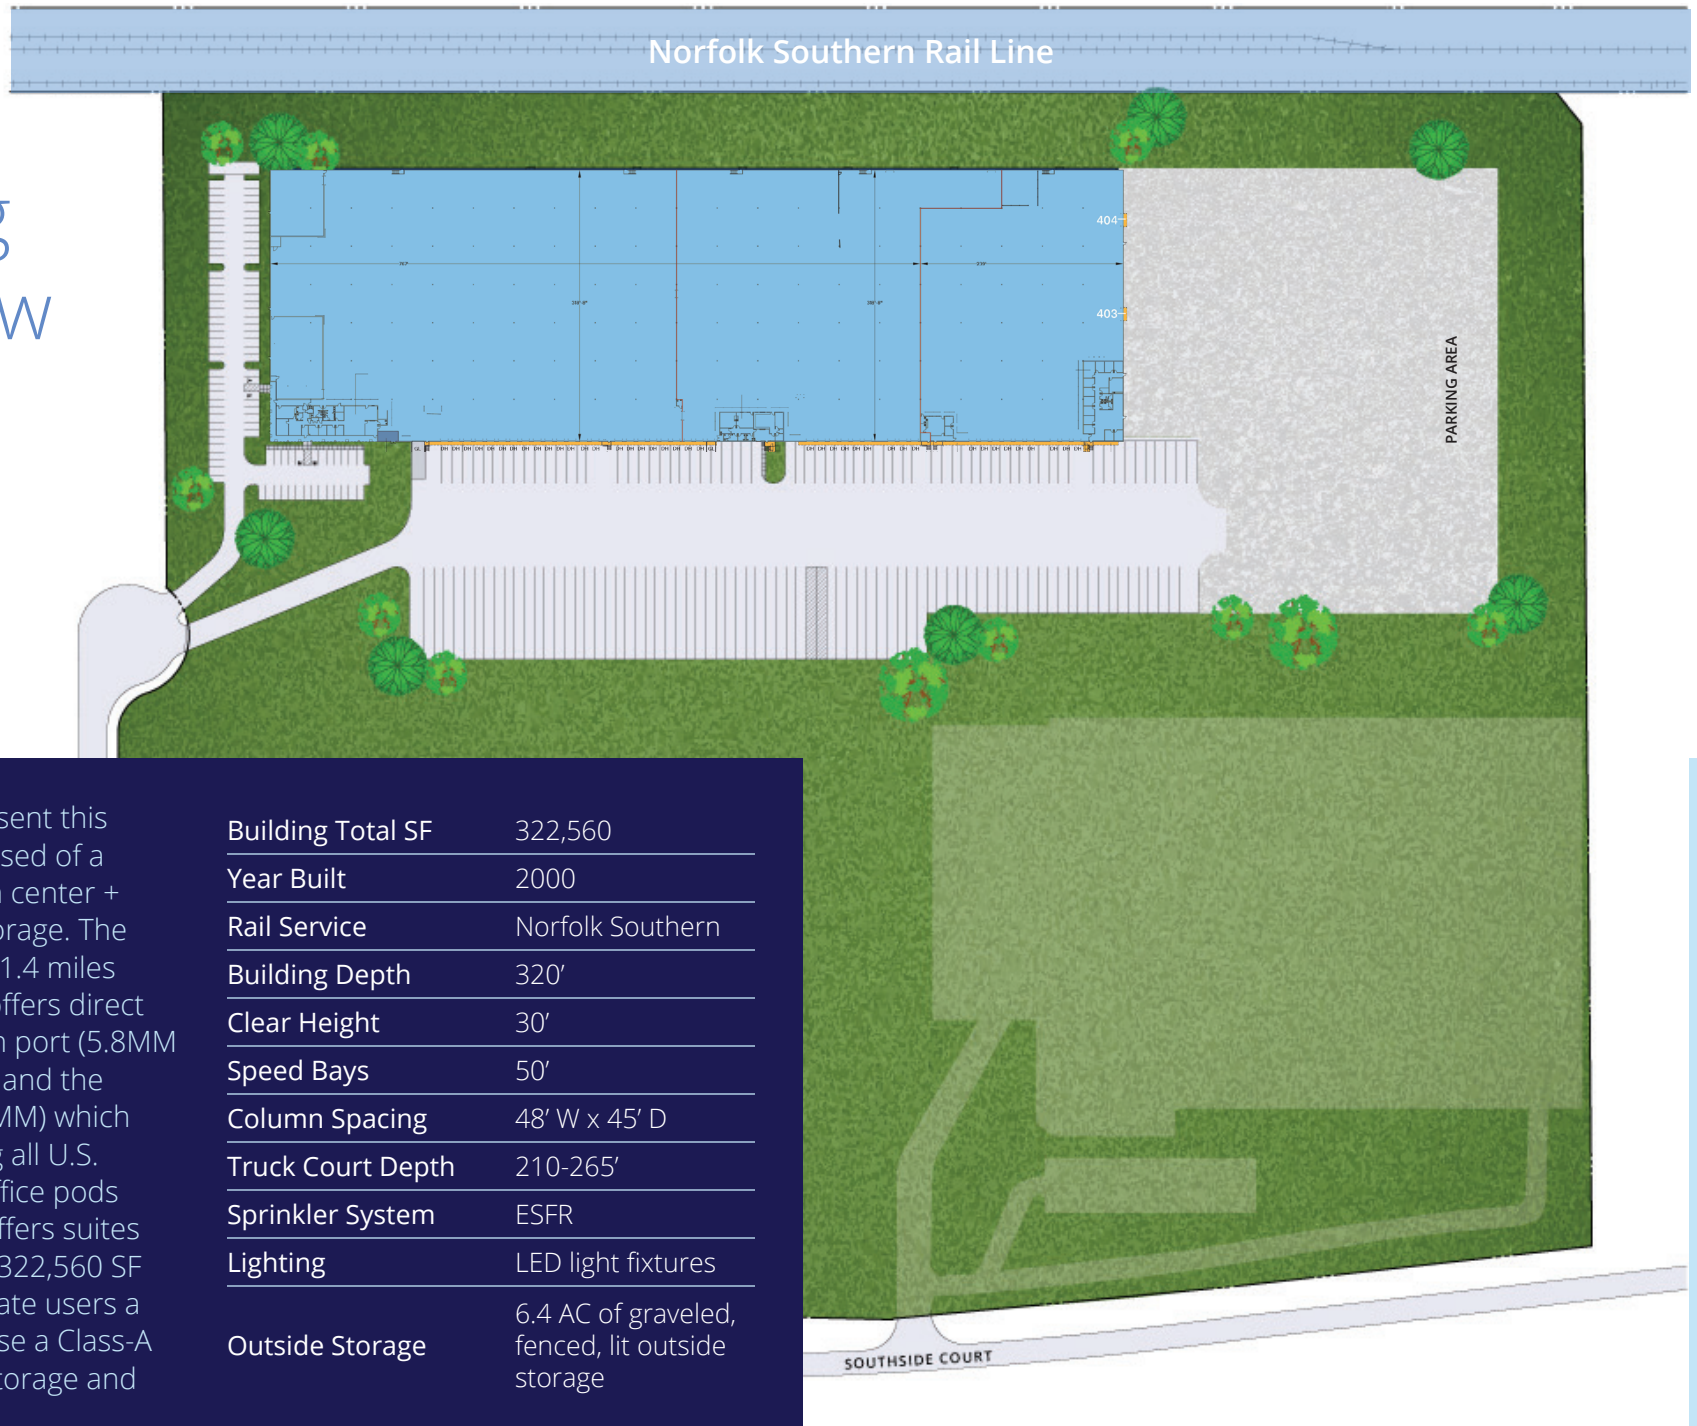 Norfolk Southern Rail Line
g
w
404
403
PARKING AREA
sent this
sed of a
center +
orage. The
1.4 miles
offers direct
n port (5.8MM
and the
MM) which
g all U.S.
fice pods
ffers suites
322,560 SF
ate users a
se a Class-A
torage and
Building Total SF 322,560
Year Built 2000
Rail Service Norfolk Southern
Building Depth 320’
Clear Height 30’
Speed Bays 50’
Column Spacing 48’ W x 45’ D
Truck Court Depth 210-265’
Sprinkler System ESFR
Lighting LED light fixtures
Outside Storage 6.4 AC of graveled,
fenced, lit outside
storage
SOUTHSIDE COURT